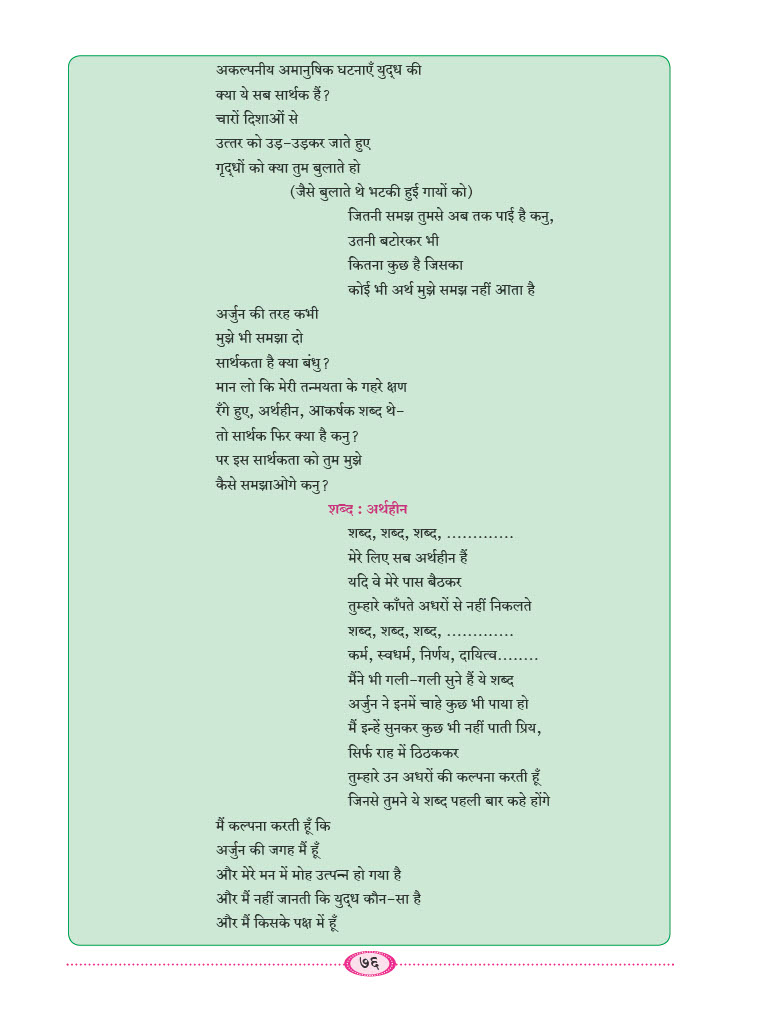 अकल्पनीय अमानुषिक घटनाएँ युद्ध की
क्या ये सब सार्थक हैं?
चारों दिशाओं से
उत्तर को उड़-उड़कर जाते हुए
गृद्धों को क्या तुम बुलाते हो
(जैसे बुलाते थे भटकी हुई गायों को)
जितनी समझ तुमसे अब तक पाई है कनु,
उतनी बटोरकर भी
कितना कुछ है जिसका
कोई भी अर्थ मुझे समझ नहीं आता है
अर्जुन की तरह कभी
मुझे भी समझा दो
सार्थकता है क्या बंधु?
मान लो कि मेरी तन्मयता के गहरे क्षण
रँगे हुए, अर्थहीन, आकर्षक शब्द थे-
तो सार्थक फिर क्या है कनु?
पर इस सार्थकता को तुम मुझे
कैसे समझाओगे कनु?
शब्द : अर्थहीन
शब्द, शब्द, शब्द, .............
मेरे लिए सब अर्थहीन हैं
यदि वे मेरे पास बैठकर
तुम्हारे काँपते अधरों से नहीं निकलते
शब्द, शब्द, शब्द, .............
कर्म, स्वधर्म, निर्णय, दायित्व........
मैंने भी गली-गली सुने हैं ये शब्द
अर्जुन ने इनमें चाहे कुछ भी पाया हो
मैं इन्हें सुनकर कुछ भी नहीं पाती प्रिय,
सिर्फ राह में ठिठककर
तुम्हारे उन अधरों की कल्पना करती हूँ
जिनसे तुमने ये शब्द पहली बार कहे होंगे
मैं कल्पना करती हूँ कि
अर्जुन की जगह मैं हूँ
और मेरे मन में मोह उत्पन्न हो गया है
और मैं नहीं जानती कि युद्ध कौन-सा है
और मैं किसके पक्ष में हूँ
७६